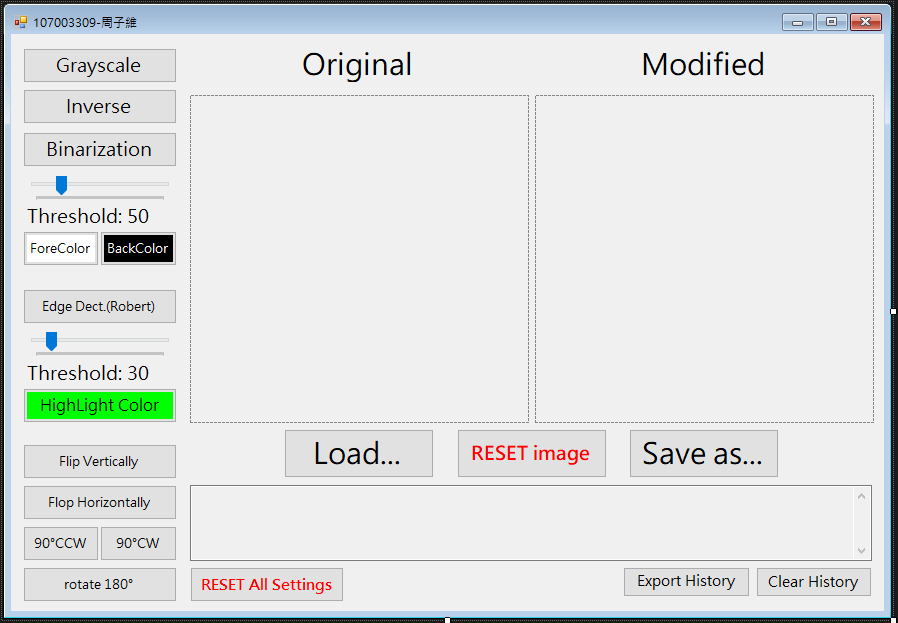 107003309-周子維
Grayscale
Inverse
Binarization
Threshold: 50
ForeColor
BackColor
Edge Dect.(Robert)
Threshold: 30
HighLight Color
Flip Vertically
Flop Horizontally
90°CCW
90°CW
rotate 180°
Original
Modified
Load...
RESET image
Save as...
RESET All Settings
Export History
Clear History